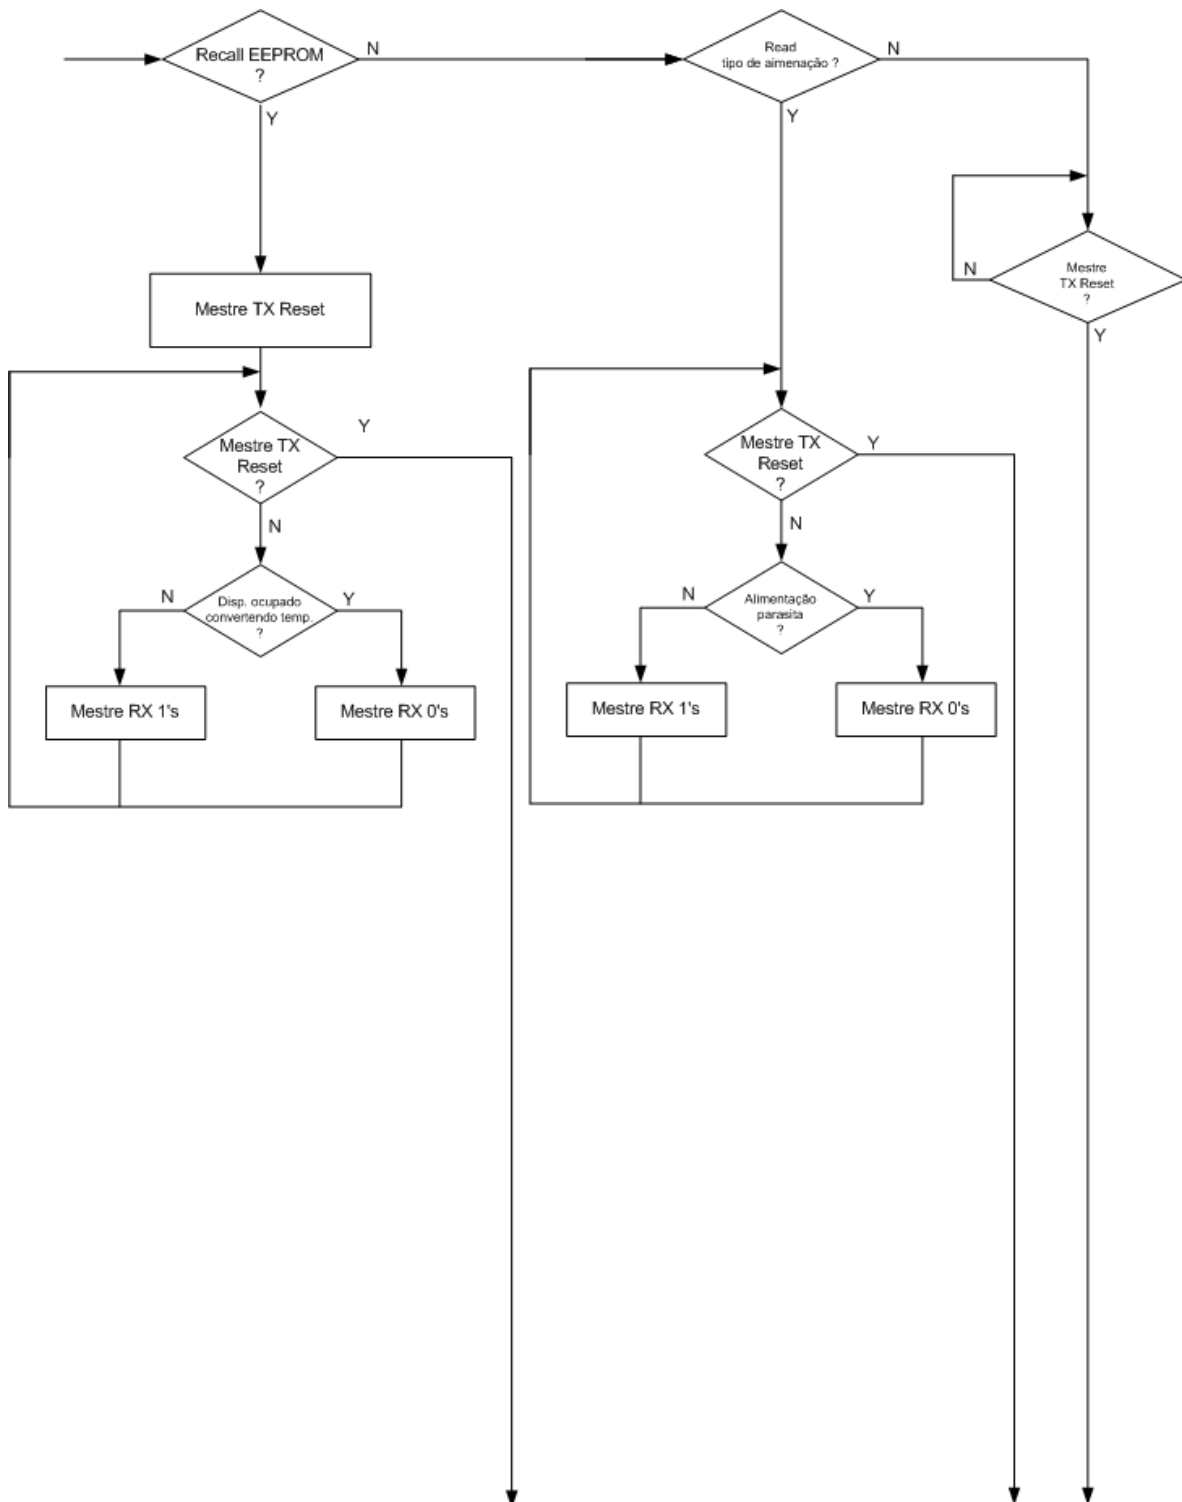 Recall EEPROM
?
N
Y
Read
tipo de aimenação ?
N
Y
Mestre
TX Reset
?
N
Y
Mestre TX Reset
Mestre TX
Reset
?
Y
N
Disp. ocupado
convertendo temp.
?
N
Y
Mestre RX 1's
Mestre RX 0's
Mestre TX
Reset
?
Y
N
Alimentação
parasita
?
N
Y
Mestre RX 1's
Mestre RX 0's